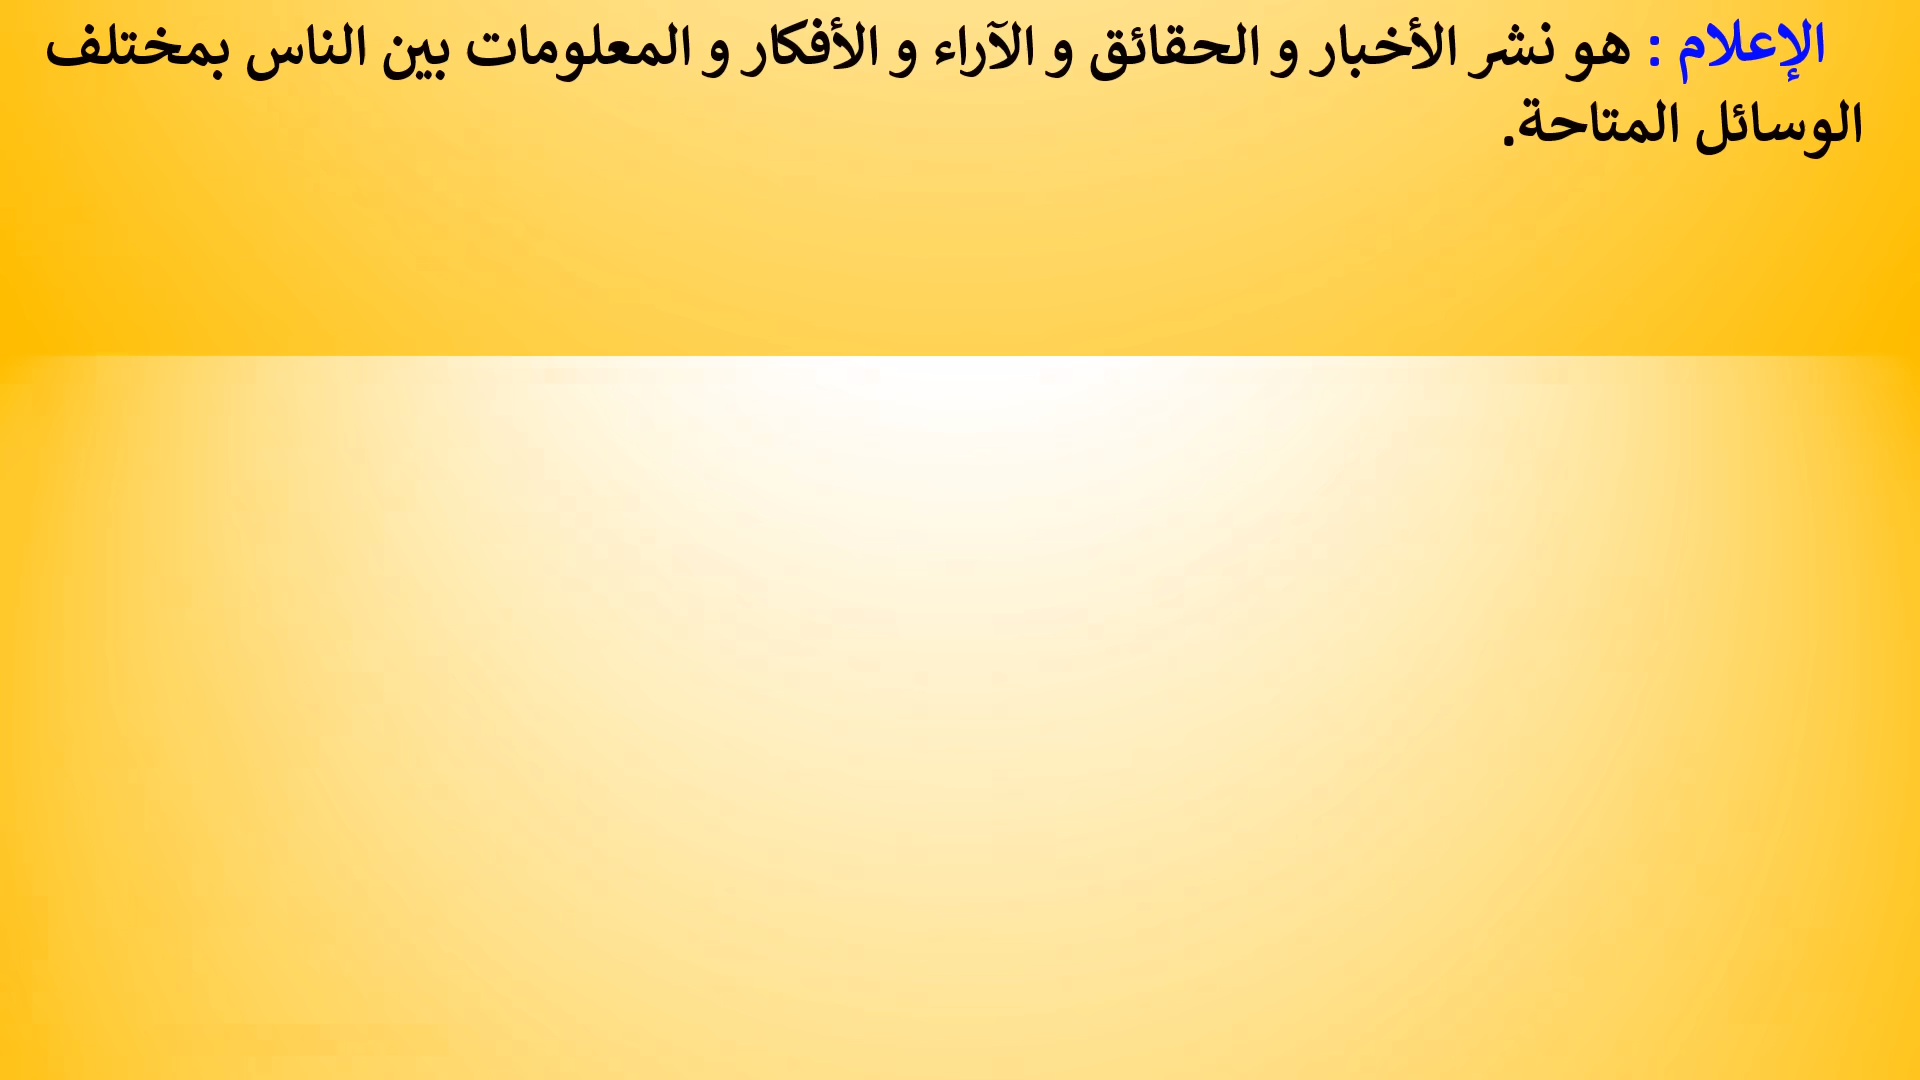 الإعلام : هو نشر الأخبار و الحقائق و الآراء و الأفكار و المعلومات بين الناس بمختلف
الوسائل المتاحة.